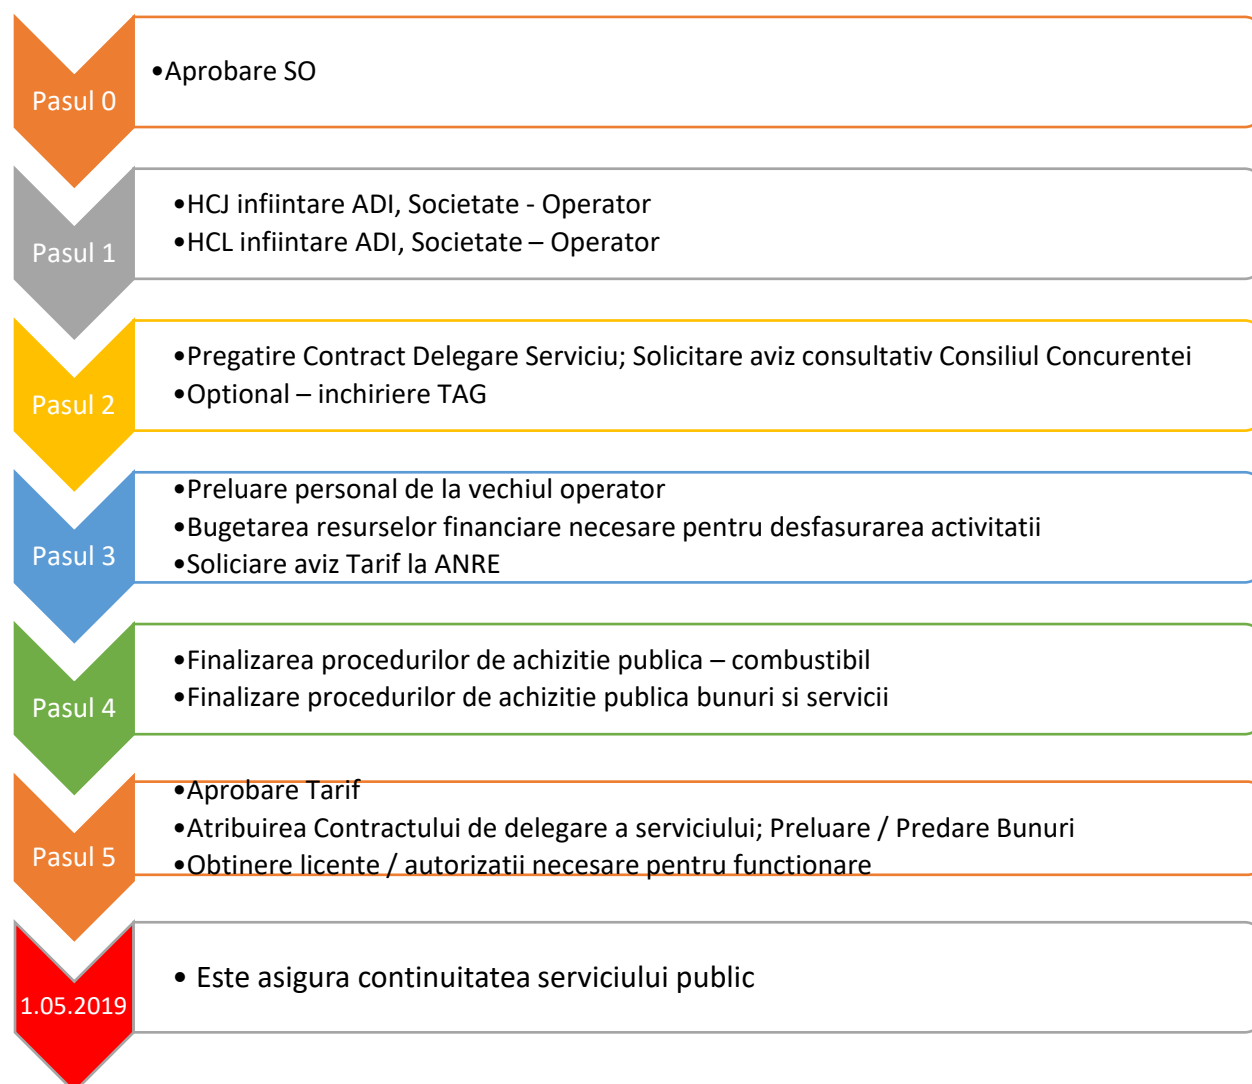 Pasul 0
•Aprobare SO
Pasul 1
•HCJ infiintare ADI, Societate - Operator
•HCL infiintare ADI, Societate – Operator
Pasul 2
•Pregatire Contract Delegare Serviciu; Solicitare aviz consultativ Consiliul Concurentei
•Optional – inchiriere TAG
Pasul 3
•Preluare personal de la vechiul operator
•Bugetarea resurselor financiare necesare pentru desfasurarea activitatii
•Soliciare aviz Tarif la ANRE
Pasul 4
•Finalizarea procedurilor de achizitie publica – combustibil
•Finalizare procedurilor de achizitie publica bunuri si servicii
Pasul 5
•Aprobare Tarif
•Atribuirea Contractului de delegare a serviciului; Preluare / Predare Bunuri
•Obtinere licente / autorizatii necesare pentru functionare
1.05.2019
• Este asigura continuitatea serviciului public